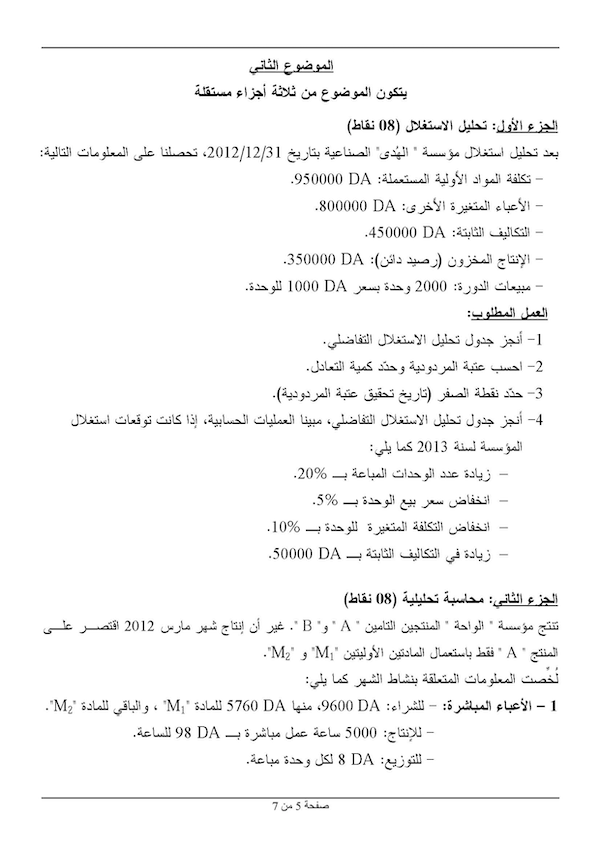 الموضوع الثاني
يتكون الموضوع من ثلاثة أجزاء مستقلة
الجزء الأول: تحليل الاستغلال (08 نقاط)
بعد تحليل استغلال مؤسسة " الهُدى" الصناعية بتاريخ 2012/12/31، تحصلنا على المعلومات التالية:
- تكلفة المواد الأولية المستعملة: 950000 DA.
- الأعباء المتغيرة الأخرى: 800000 DA.
- التكاليف الثابتة: 450000 DA.
- الإنتاج المخزون (رصيد دائن): 350000 DA.
- مبيعات الدورة: 2000 وحدة بسعر 1000 DA للوحدة.
العمل المطلوب:
1- أنجز جدول تحليل الاستغلال التفاضلي.
2- احسب عتبة المردودية وحدّد كمية التعادل.
3- حدّد نقطة الصفر (تاريخ تحقيق عتبة المردودية).
4- أنجز جدول تحليل الاستغلال التفاضلي، مبينا العمليات الحسابية، إذا كانت توقعات استغلال
المؤسسة لسنة 2013 كما يلي:
– زيادة عدد الوحدات المباعة بـــ 20%.
– انخفاض سعر بيع الوحدة بـــ 5%.
– انخفاض التكلفة المتغيرة للوحدة بـــ 10%.
– زيادة في التكاليف الثابتة بـــ 50000 DA.
الجزء الثاني: محاسبة تحليلية (08 نقاط)
تنتج مؤسسة " الواحة " المنتجين التامين " A " و" B ". غير أن إنتاج شهر مارس 2012 اقتصـــر علـــى
المنتج " A " فقط باستعمال المادتين الأوليتين "M1" و "M2".
لُخّصت المعلومات المتعلقة بنشاط الشهر كما يلي:
1 – الأعباء المباشرة: - للشراء: 9600 DA، منها 5760 DA للمادة "M1" ، والباقي للمادة "M2".
- للإنتاج: 5000 ساعة عمل مباشرة بـــ 98 DA للساعة.
- للتوزيع: 8 DA لكل وحدة مباعة.
صفحة 5 من 7